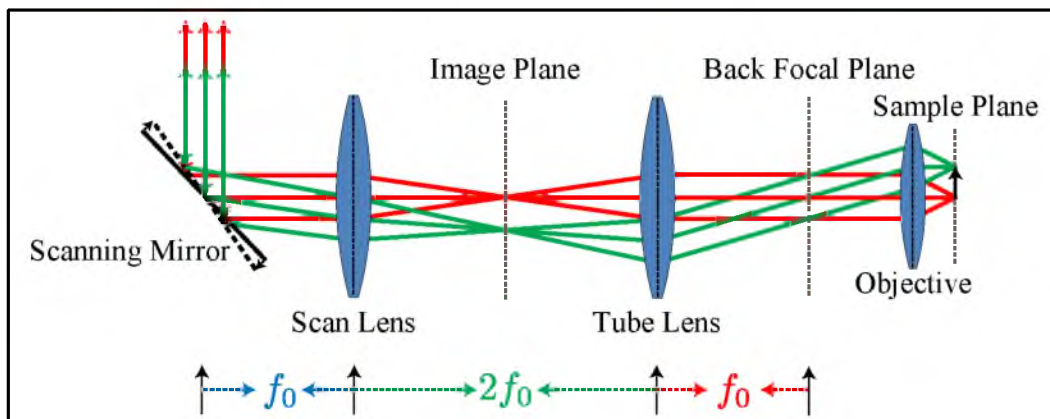 Image Plane
Back Focal Plane
Sample Plane
Scanning Mirror
Objective
Scan Lens
Tube Lens
f₀
2f₀
f₀